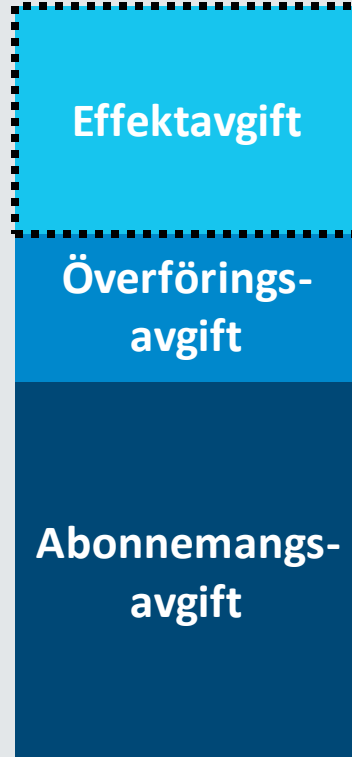 Effektavgift
Överförings-
avgift
Abonnemangs-
avgift